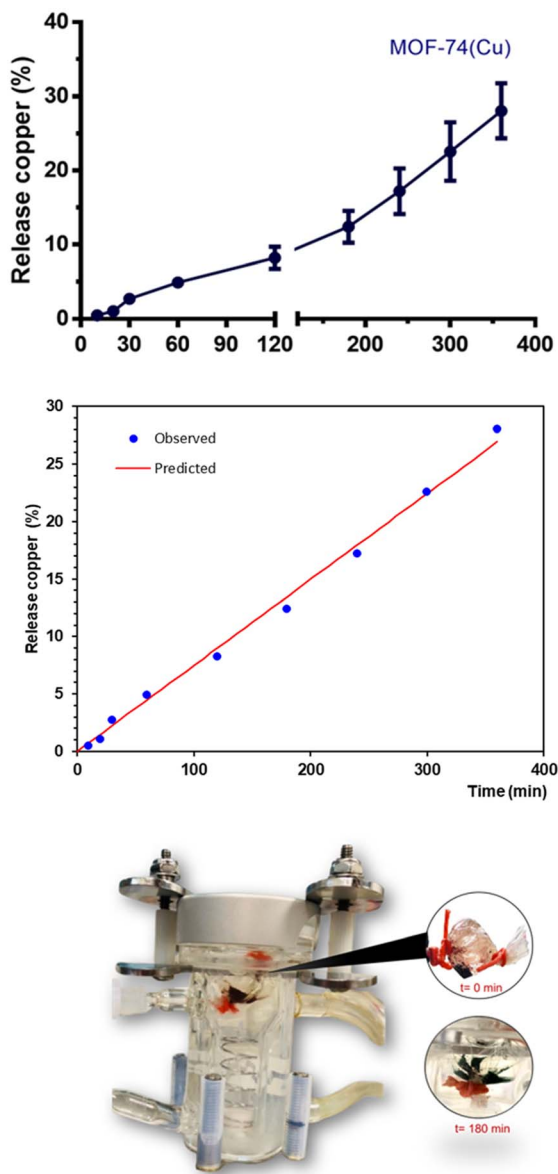 MOF-74(Cu)
Release copper (%)
40
30
20
10
0
0 30 60 90 120 200 300 400
Observed
Predicted
Release copper (%)
30
25
20
15
10
5
0
0 100 200 300 400
Time (min)
t= 0 min
t= 180 min